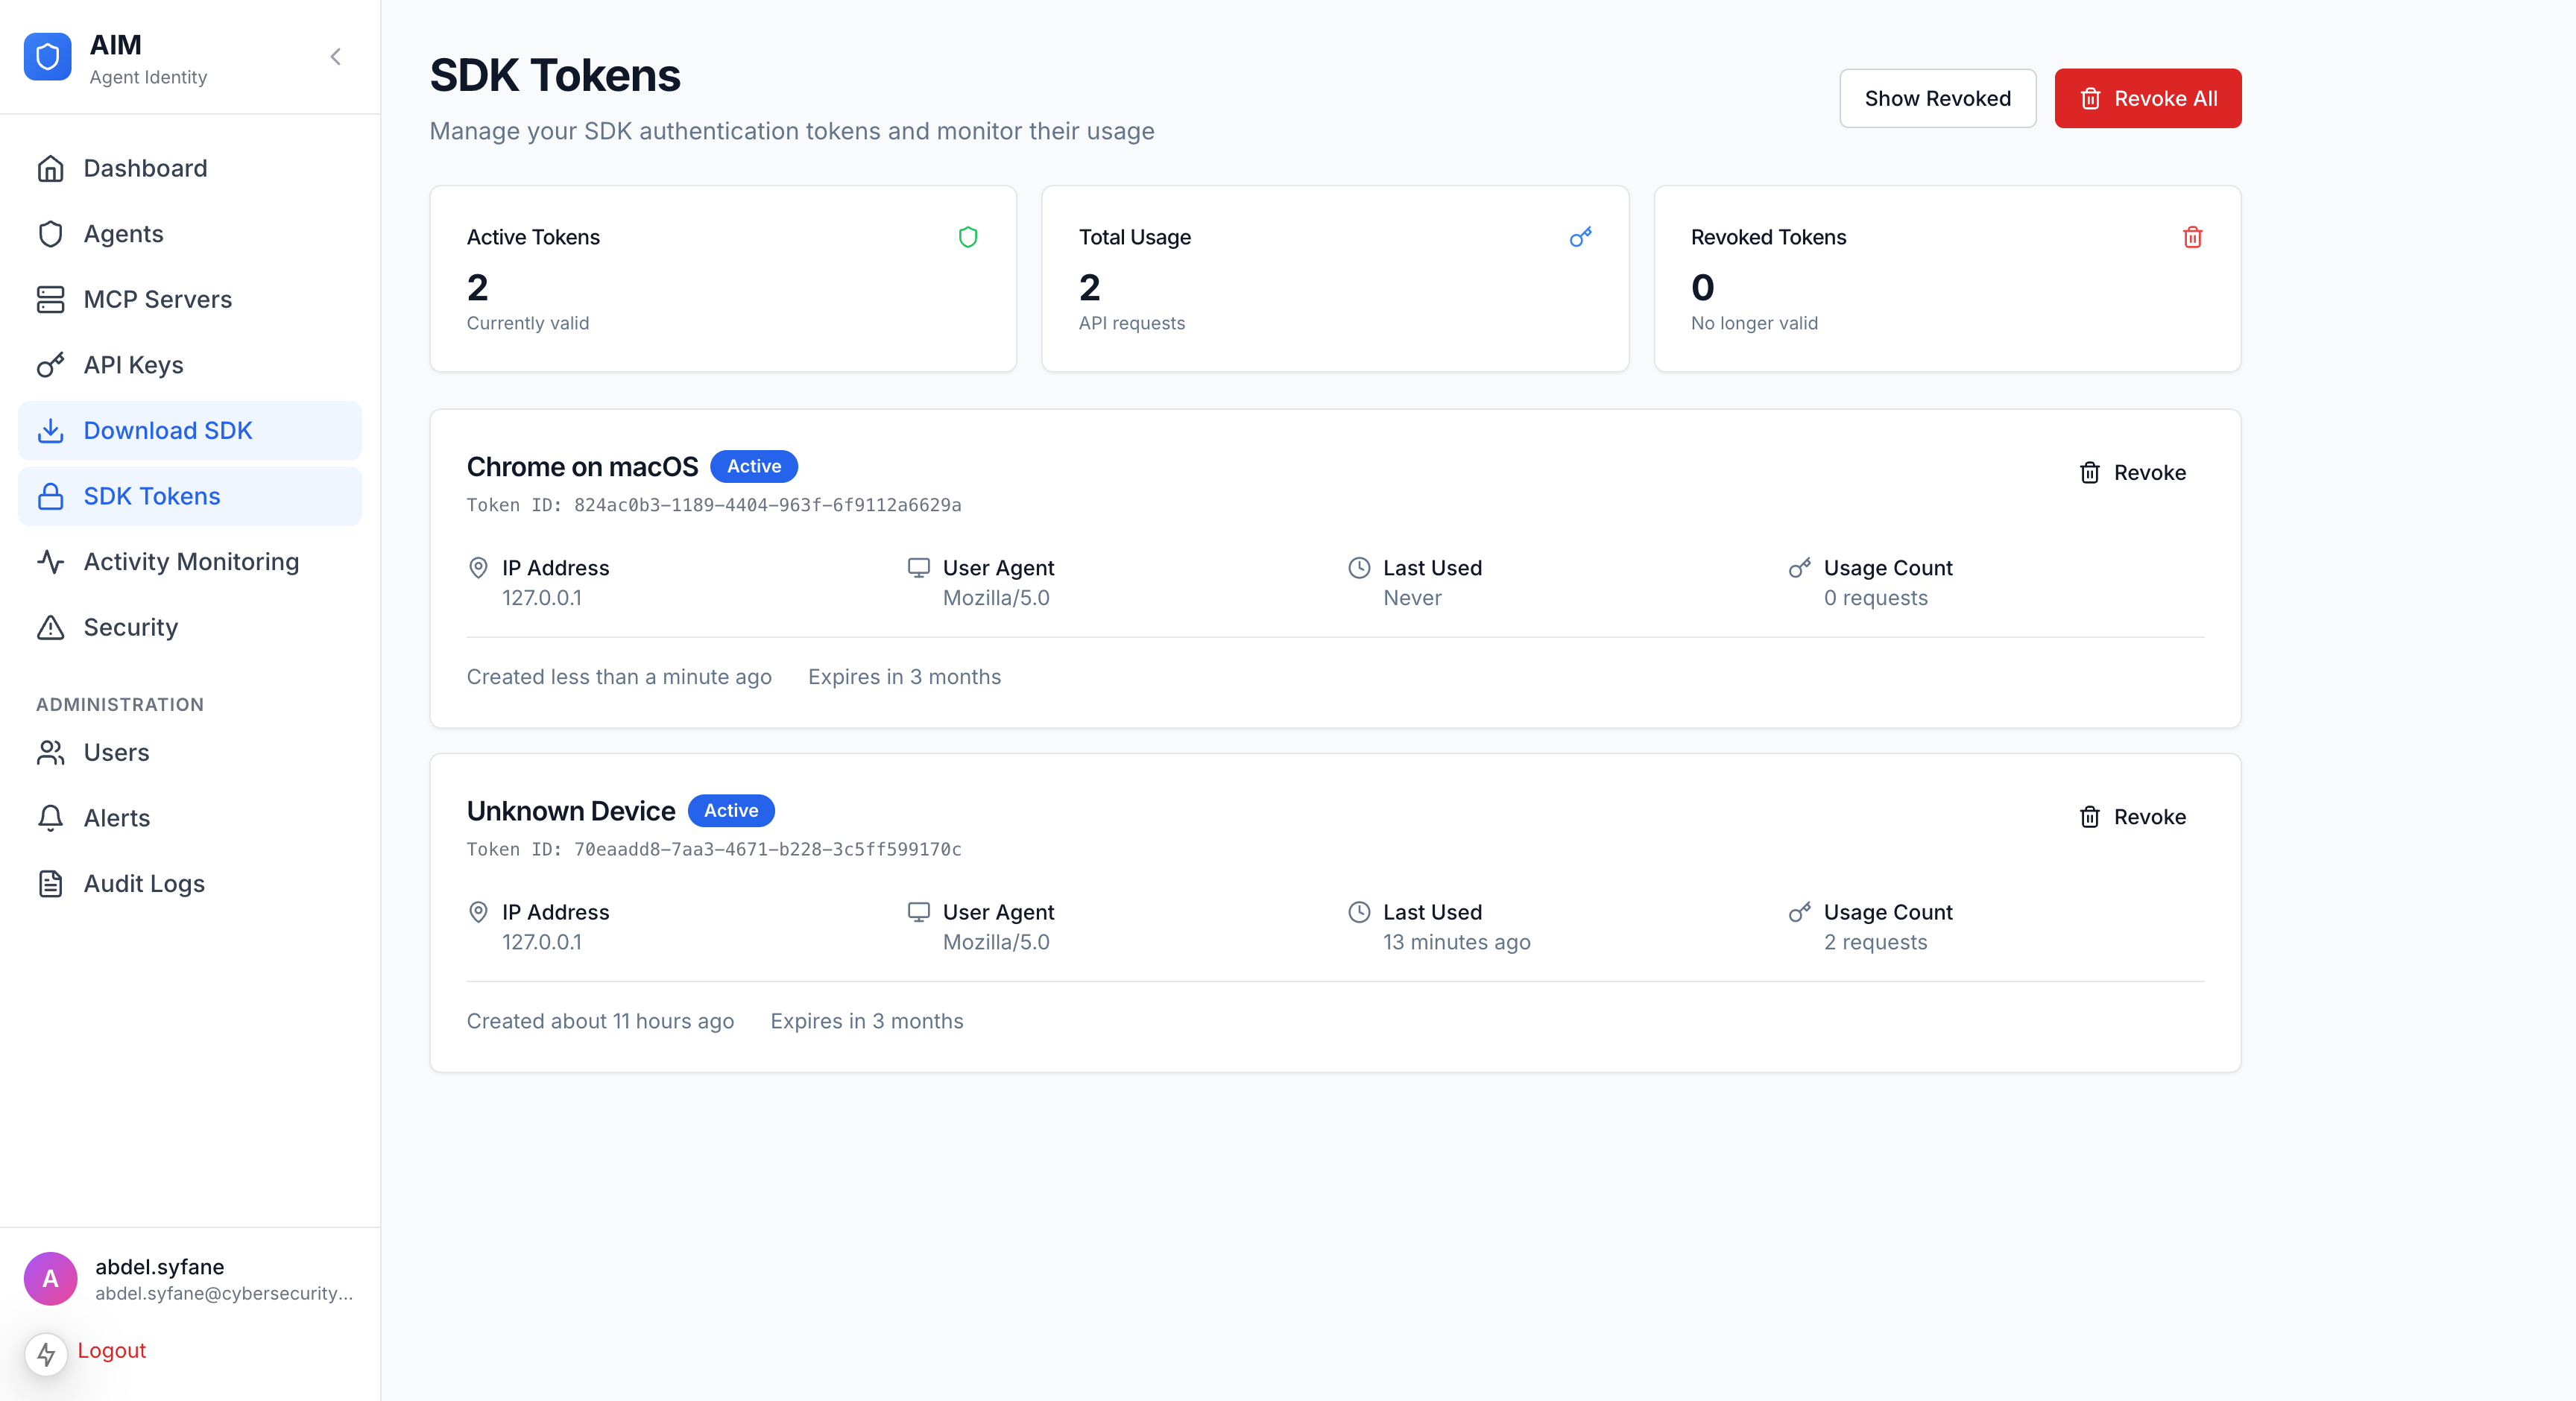 AIM
Agent Identity
Dashboard
Agents
MCP Servers
API Keys
Download SDK
SDK Tokens
Activity Monitoring
Security
ADMINISTRATION
Users
Alerts
Audit Logs
A
abdel.syfane
abdel.syfane@cybersecurity...
Logout
SDK Tokens
Manage your SDK authentication tokens and monitor their usage
Show Revoked
Revoke All
Active Tokens
2
Currently valid
Total Usage
2
API requests
Revoked Tokens
0
No longer valid
Chrome on macOS Active
Token ID: 824ac0b3-1189-4404-963f-6f9112a6629a
Revoke
IP Address
127.0.0.1
User Agent
Mozilla/5.0
Last Used
Never
Usage Count
0 requests
Created less than a minute ago Expires in 3 months
Unknown Device Active
Token ID: 70eaadd8-7aa3-4671-b228-3c5ff599170c
Revoke
IP Address
127.0.0.1
User Agent
Mozilla/5.0
Last Used
13 minutes ago
Usage Count
2 requests
Created about 11 hours ago Expires in 3 months